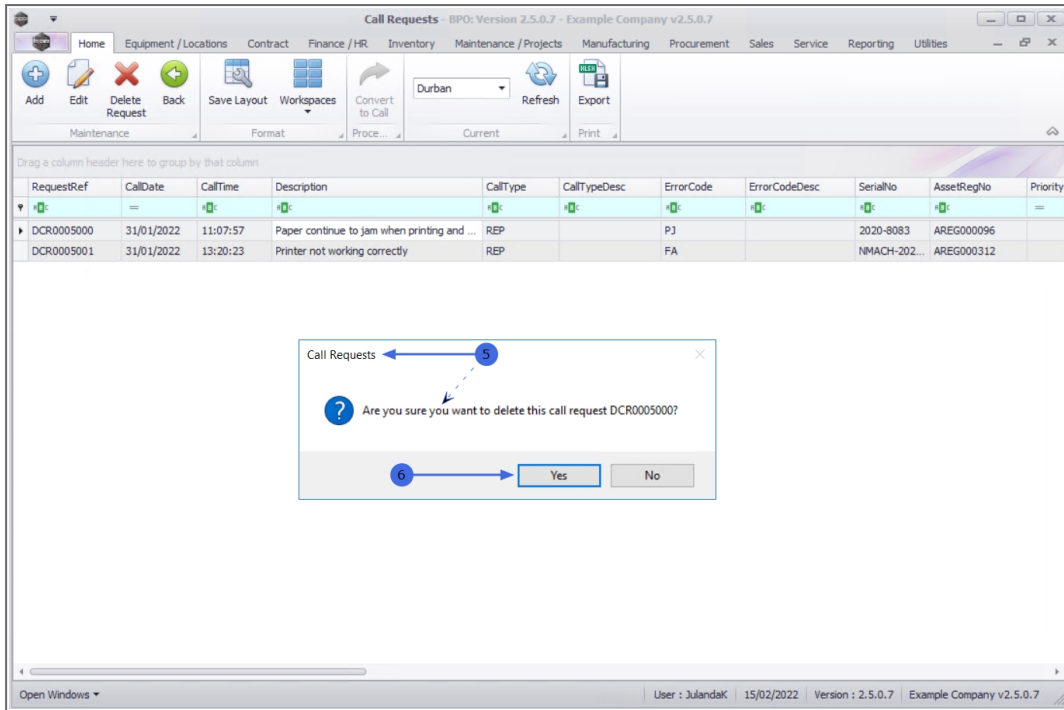 Call Requests - BPO: Version 2.5.0.7 - Example Company v2.5.0.7
Home Equipment / Locations Contract Finance / HR Inventory Maintenance / Projects Manufacturing Procurement Sales Service Reporting Utilities
Add Edit Delete Request Back Save Layout Workspaces Convert to Call Durban Refresh Export
Maintenance Format Proce... Current Print
Drag a column header here to group by that column
RequestRef CallDate CallTime Description CallType CallTypeDesc ErrorCode ErrorCodeDesc SerialNo AssetRegNo Priority
DCR0005000 31/01/2022 11:07:57 Paper continue to jam when printing and ... REP PJ 2020-8083 AREG000096
DCR0005001 31/01/2022 13:20:23 Printer not working correctly REP FA NMACH-202... AREG000312
Call Requests 5
Are you sure you want to delete this call request DCR0005000?
6 Yes No
Open Windows User : JulandaK 15/02/2022 Version : 2.5.0.7 Example Company v2.5.0.7